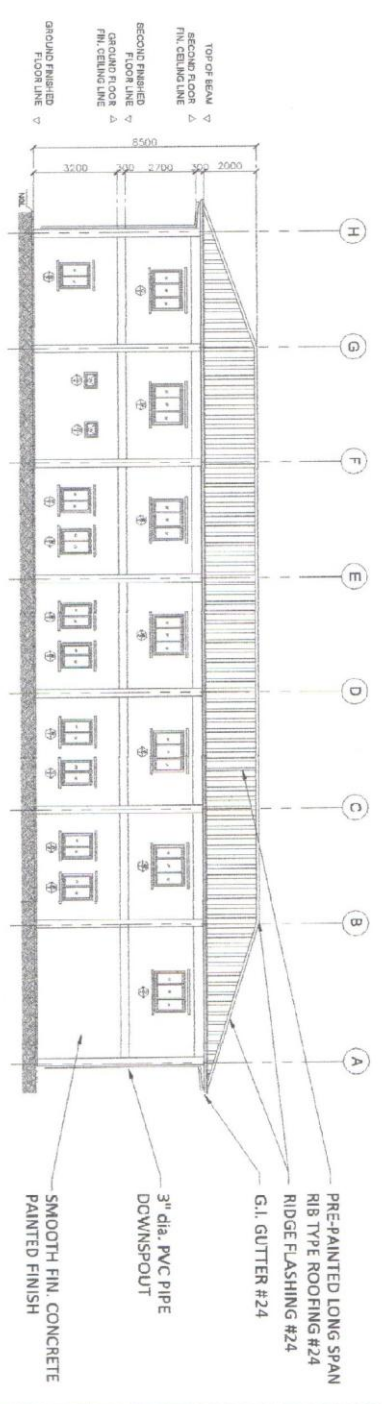 H
G
F
E
D
C
B
A
PRE-PAINTED LONG SPAN
RIB TYPE ROOFING #24
RIDGE FLASHING #24
G.I. GUTTER #24
3" dia. PVC PIPE
DOWNSPOUT
SMOOTH FIN. CONCRETE
PAINTED FINISH
TOP OF BEAM
SECOND FLOOR
FIN. CEILING LINE
SECOND FINISHED
FLOOR LINE
GROUND FLOOR
FIN. CEILING LINE
GROUND FINISHED
FLOOR LINE
8500
2000
300
2700
300
3200
NGL